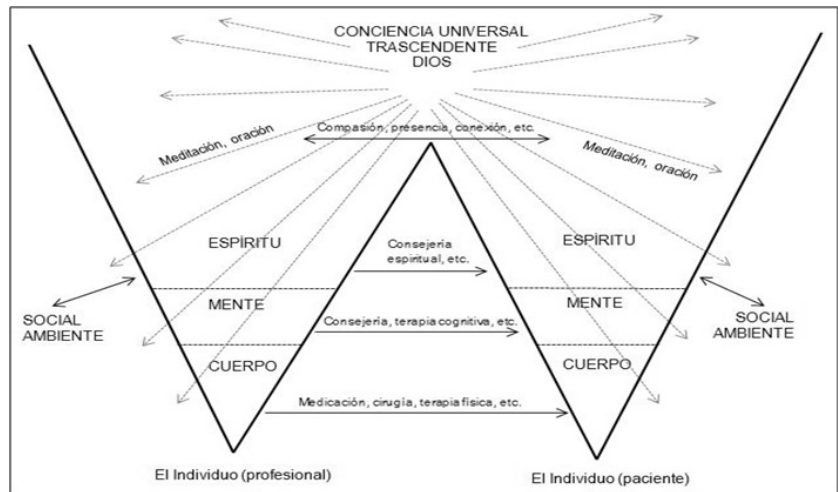 CONCIENCIA UNIVERSAL
TRASCENDENTE
DIOS
Compasión, presencia, conexión, etc.
Meditación, oración
Meditación, oración
ESPÍRITU
Consejería
espiritual, etc.
ESPÍRITU
SOCIAL
AMBIENTE
MENTE
Consejería, terapia cognitiva, etc.
MENTE
SOCIAL
AMBIENTE
CUERPO
CUERPO
Medicación, cirugía, terapia física, etc.
El Individuo (profesional)
El Individuo (paciente)